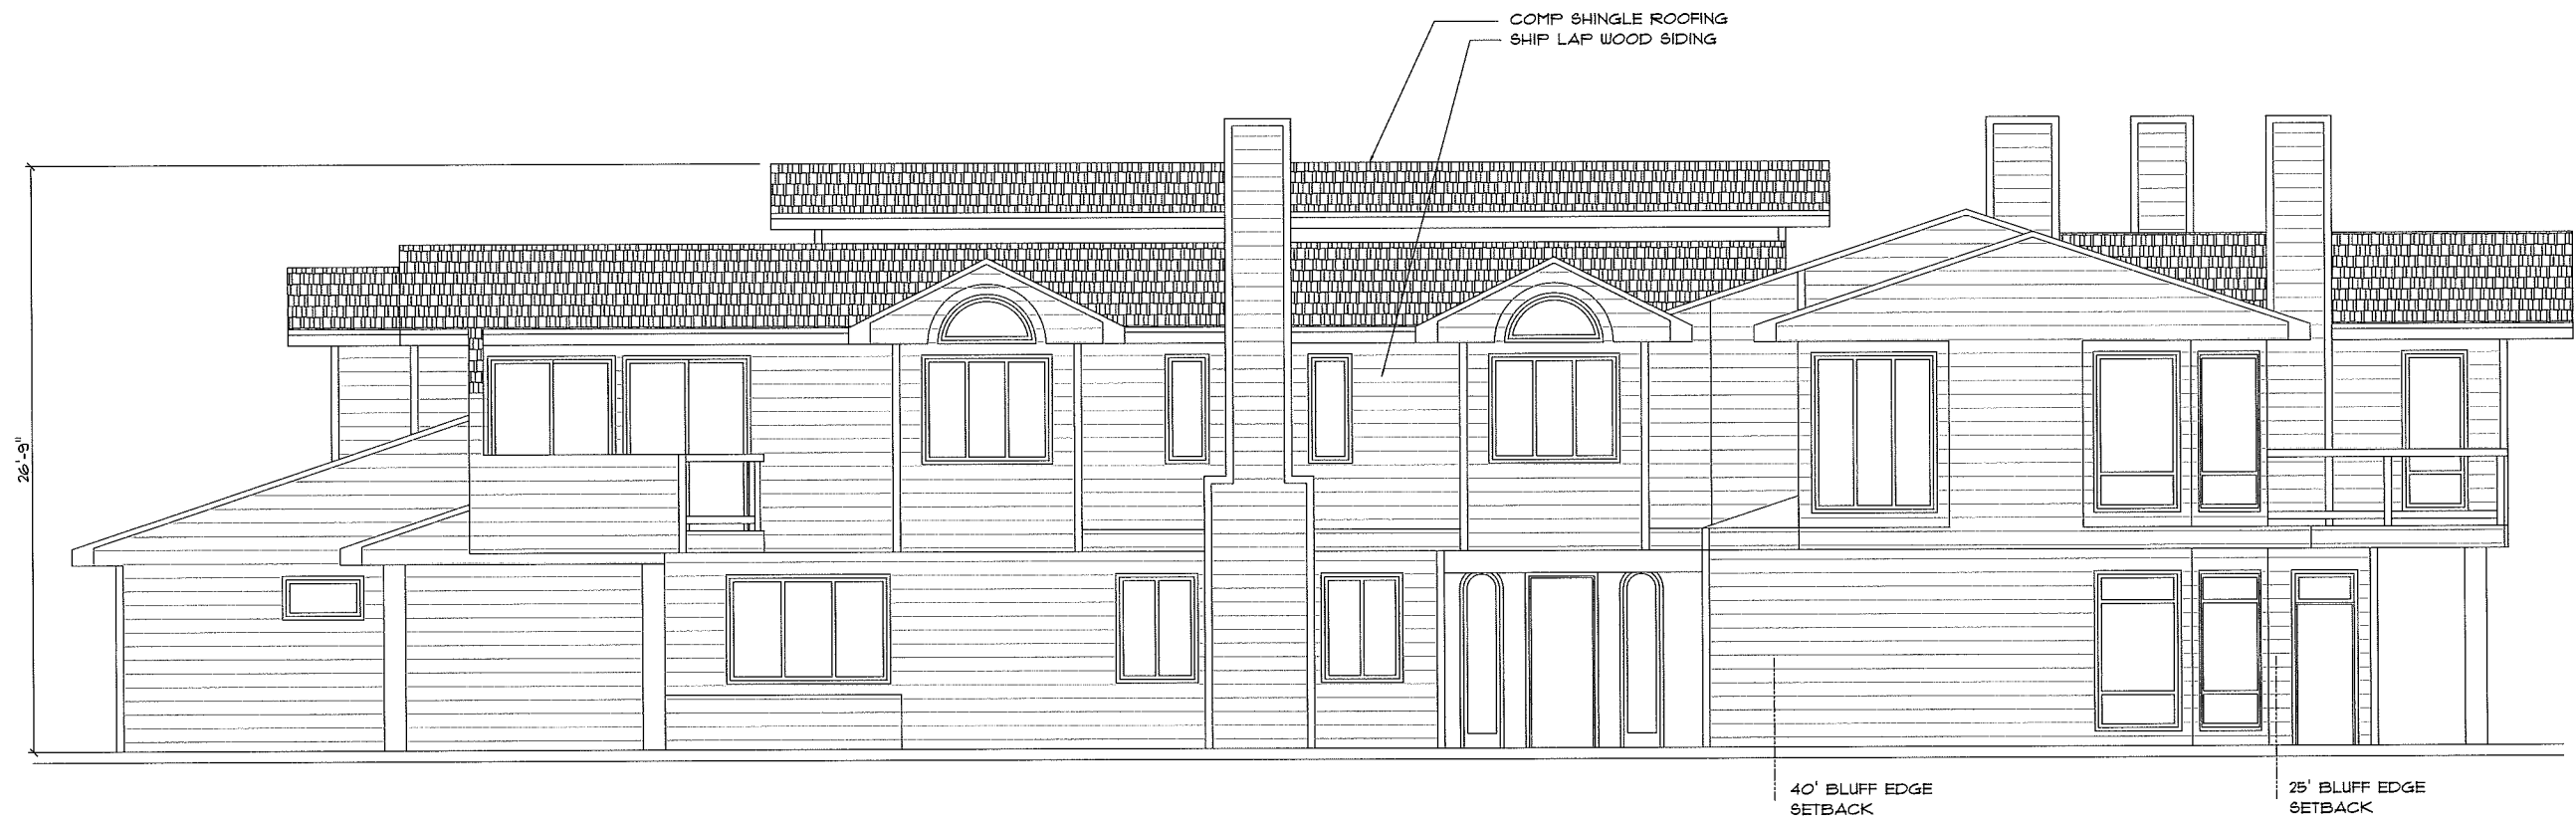 COMP SHINGLE ROOFING
SHIP LAP WOOD SIDING
26'-9"
40' BLUFF EDGE
SETBACK
25' BLUFF EDGE
SETBACK